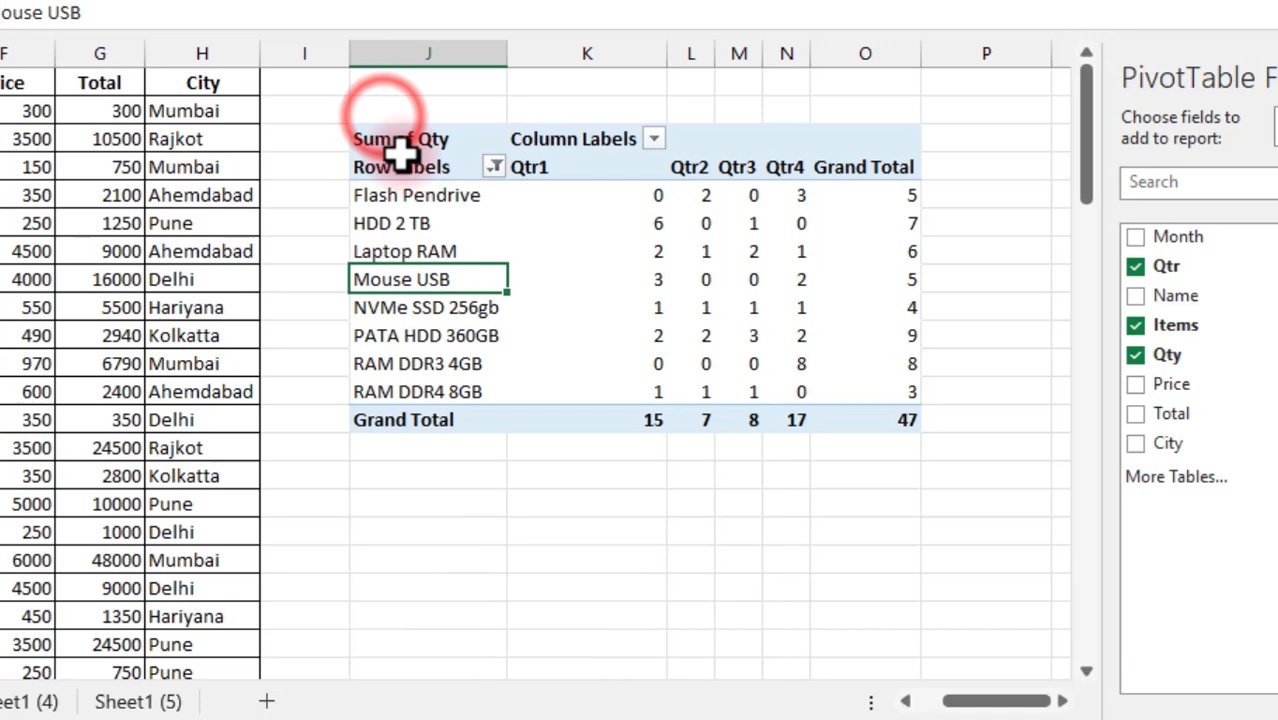 ouse USB
F G H I J K L M N O P
ice Total City
300 300 Mumbai
3500 10500 Rajkot
150 750 Mumbai
350 2100 Ahemdabad
250 1250 Pune
4500 9000 Ahemdabad
4000 16000 Delhi
550 5500 Hariyana
490 2940 Kolkatta
970 6790 Mumbai
600 2400 Ahemdabad
350 350 Delhi
3500 24500 Rajkot
350 2800 Kolkatta
5000 10000 Pune
250 1000 Delhi
6000 48000 Mumbai
4500 9000 Delhi
450 1350 Hariyana
3500 24500 Pune
250 750 Pune
Sum of Qty Column Labels
Row Labels Qtr1 Qtr2 Qtr3 Qtr4 Grand Total
Flash Pendrive 0 2 0 3 5
HDD 2 TB 6 0 1 0 7
Laptop RAM 2 1 2 1 6
Mouse USB 3 0 0 2 5
NVMe SSD 256gb 1 1 1 1 4
PATA HDD 360GB 2 2 3 2 9
RAM DDR3 4GB 0 0 0 8 8
RAM DDR4 8GB 1 1 1 0 3
Grand Total 15 7 8 17 47
PivotTable F
Choose fields to
add to report:
Search
Month
Qtr
Name
Items
Qty
Price
Total
City
More Tables...
eet1 (4) Sheet1 (5)